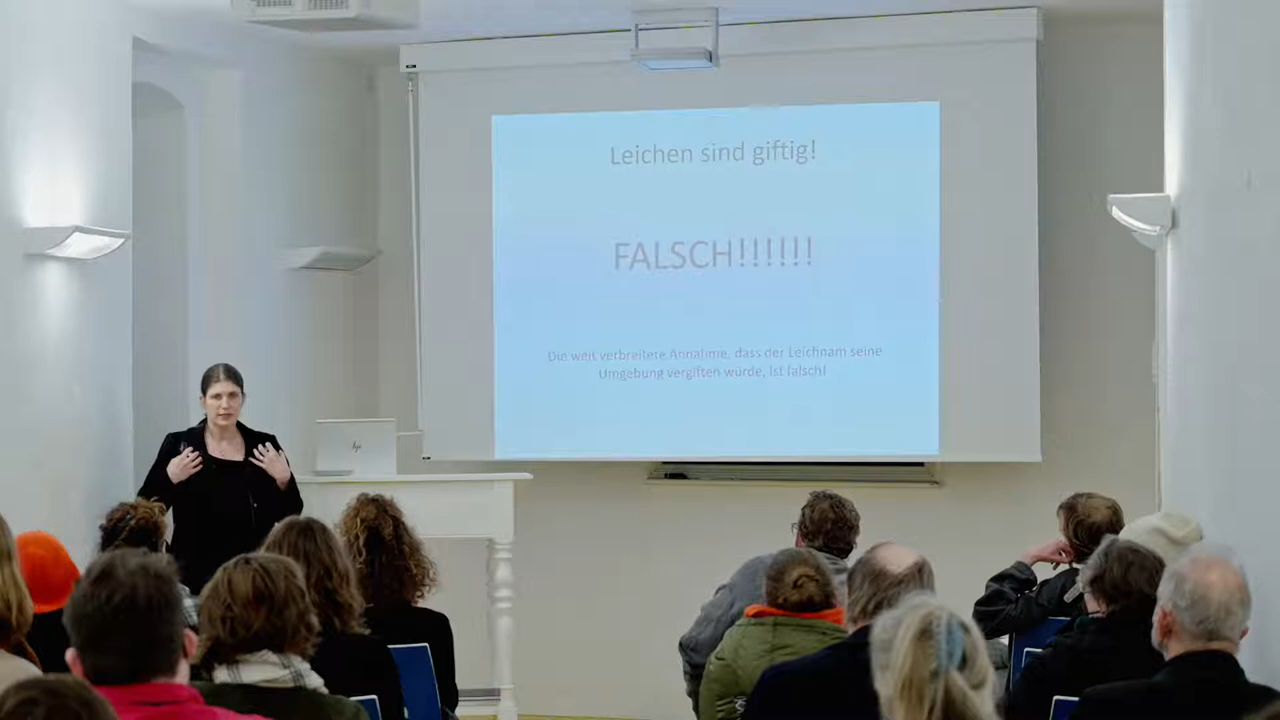 Leichen sind giftig!
FALSCH!!!!!!
Die weit verbreitete Annahme, dass der Leichnam seine
Umgebung vergiften würde, ist falsch!